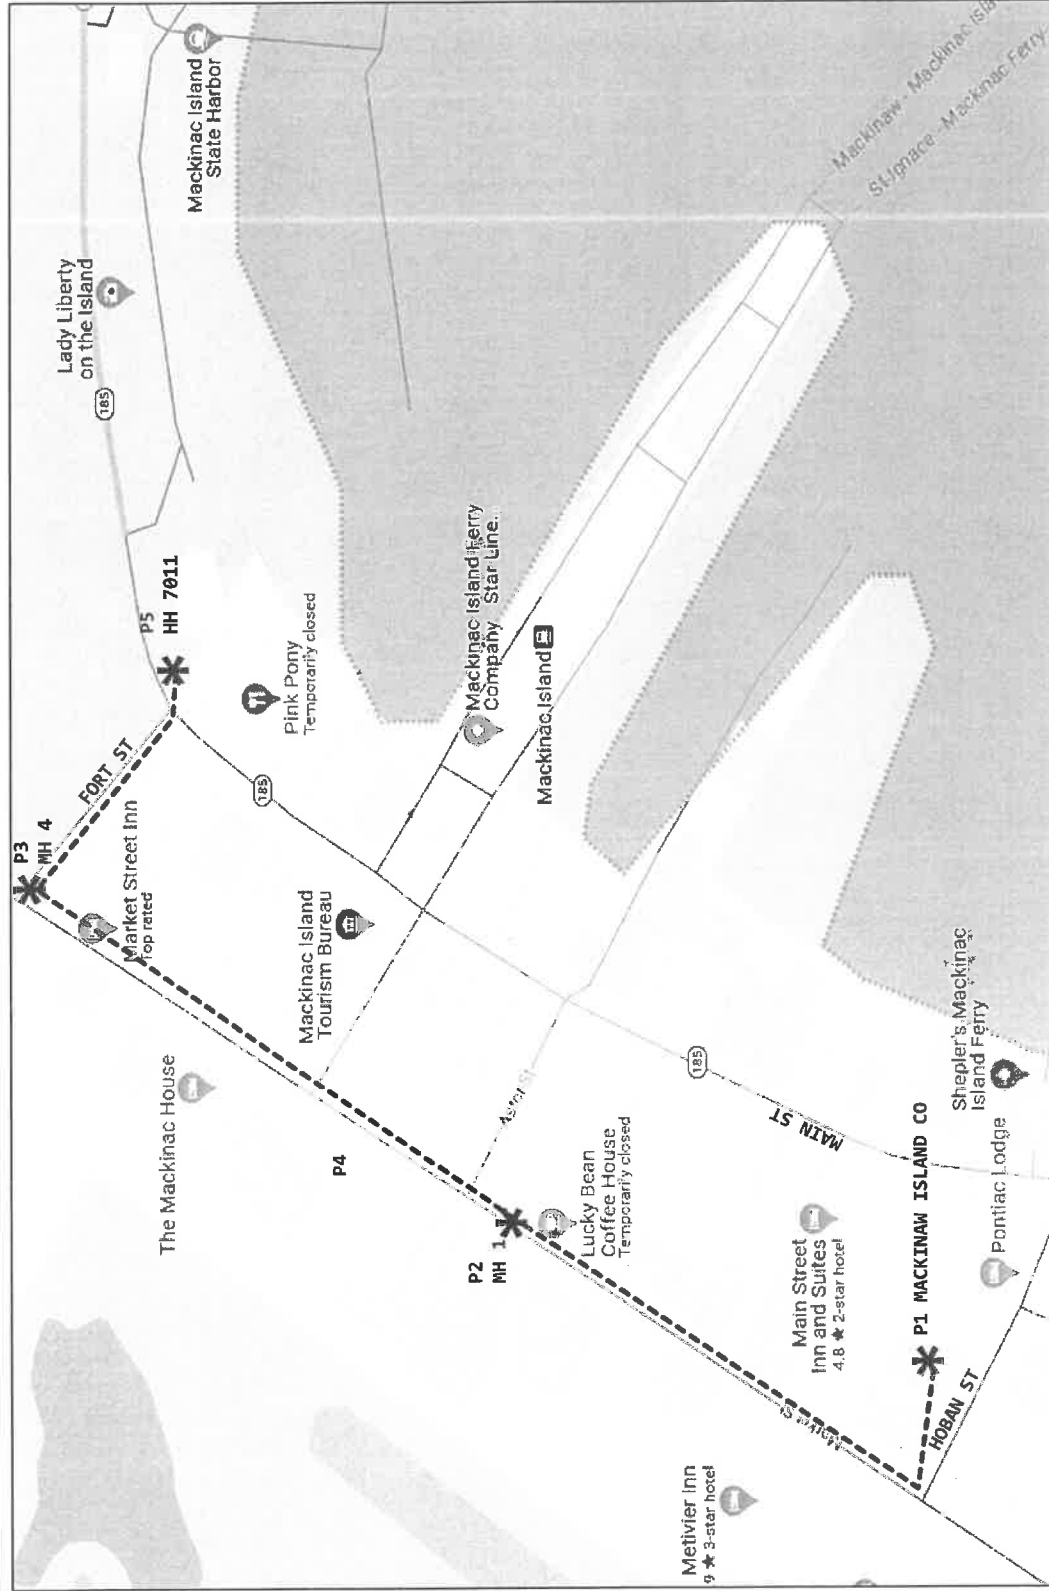 Mackinac Island
State Harbor
Lady Liberty
on the Island
185
P5
HH 7011
Pink Pony
Temporarily closed
FORT ST
P3
MH 4
Market Street Inn
Top rated
185
Mackinac Island Ferry
Company Star Line.
Mackinac Island
Mackinaw - Mackinac Isla
St Ignace - Mackinac Ferry
Mackinac Island
Tourism Bureau
The Mackinac House
P4
Astor St
P2
MH 1
Lucky Bean
Coffee House
Temporarily closed
185
MAIN ST
Shepler's Mackinac
Island Ferry
Main Street
Inn and Suites
4.8 ★ 2-star hotel
P1 MACKINAW ISLAND CO
Pontiac Lodge
HOBAN ST
Market St
Metivier Inn
9 ★ 3-star hotel